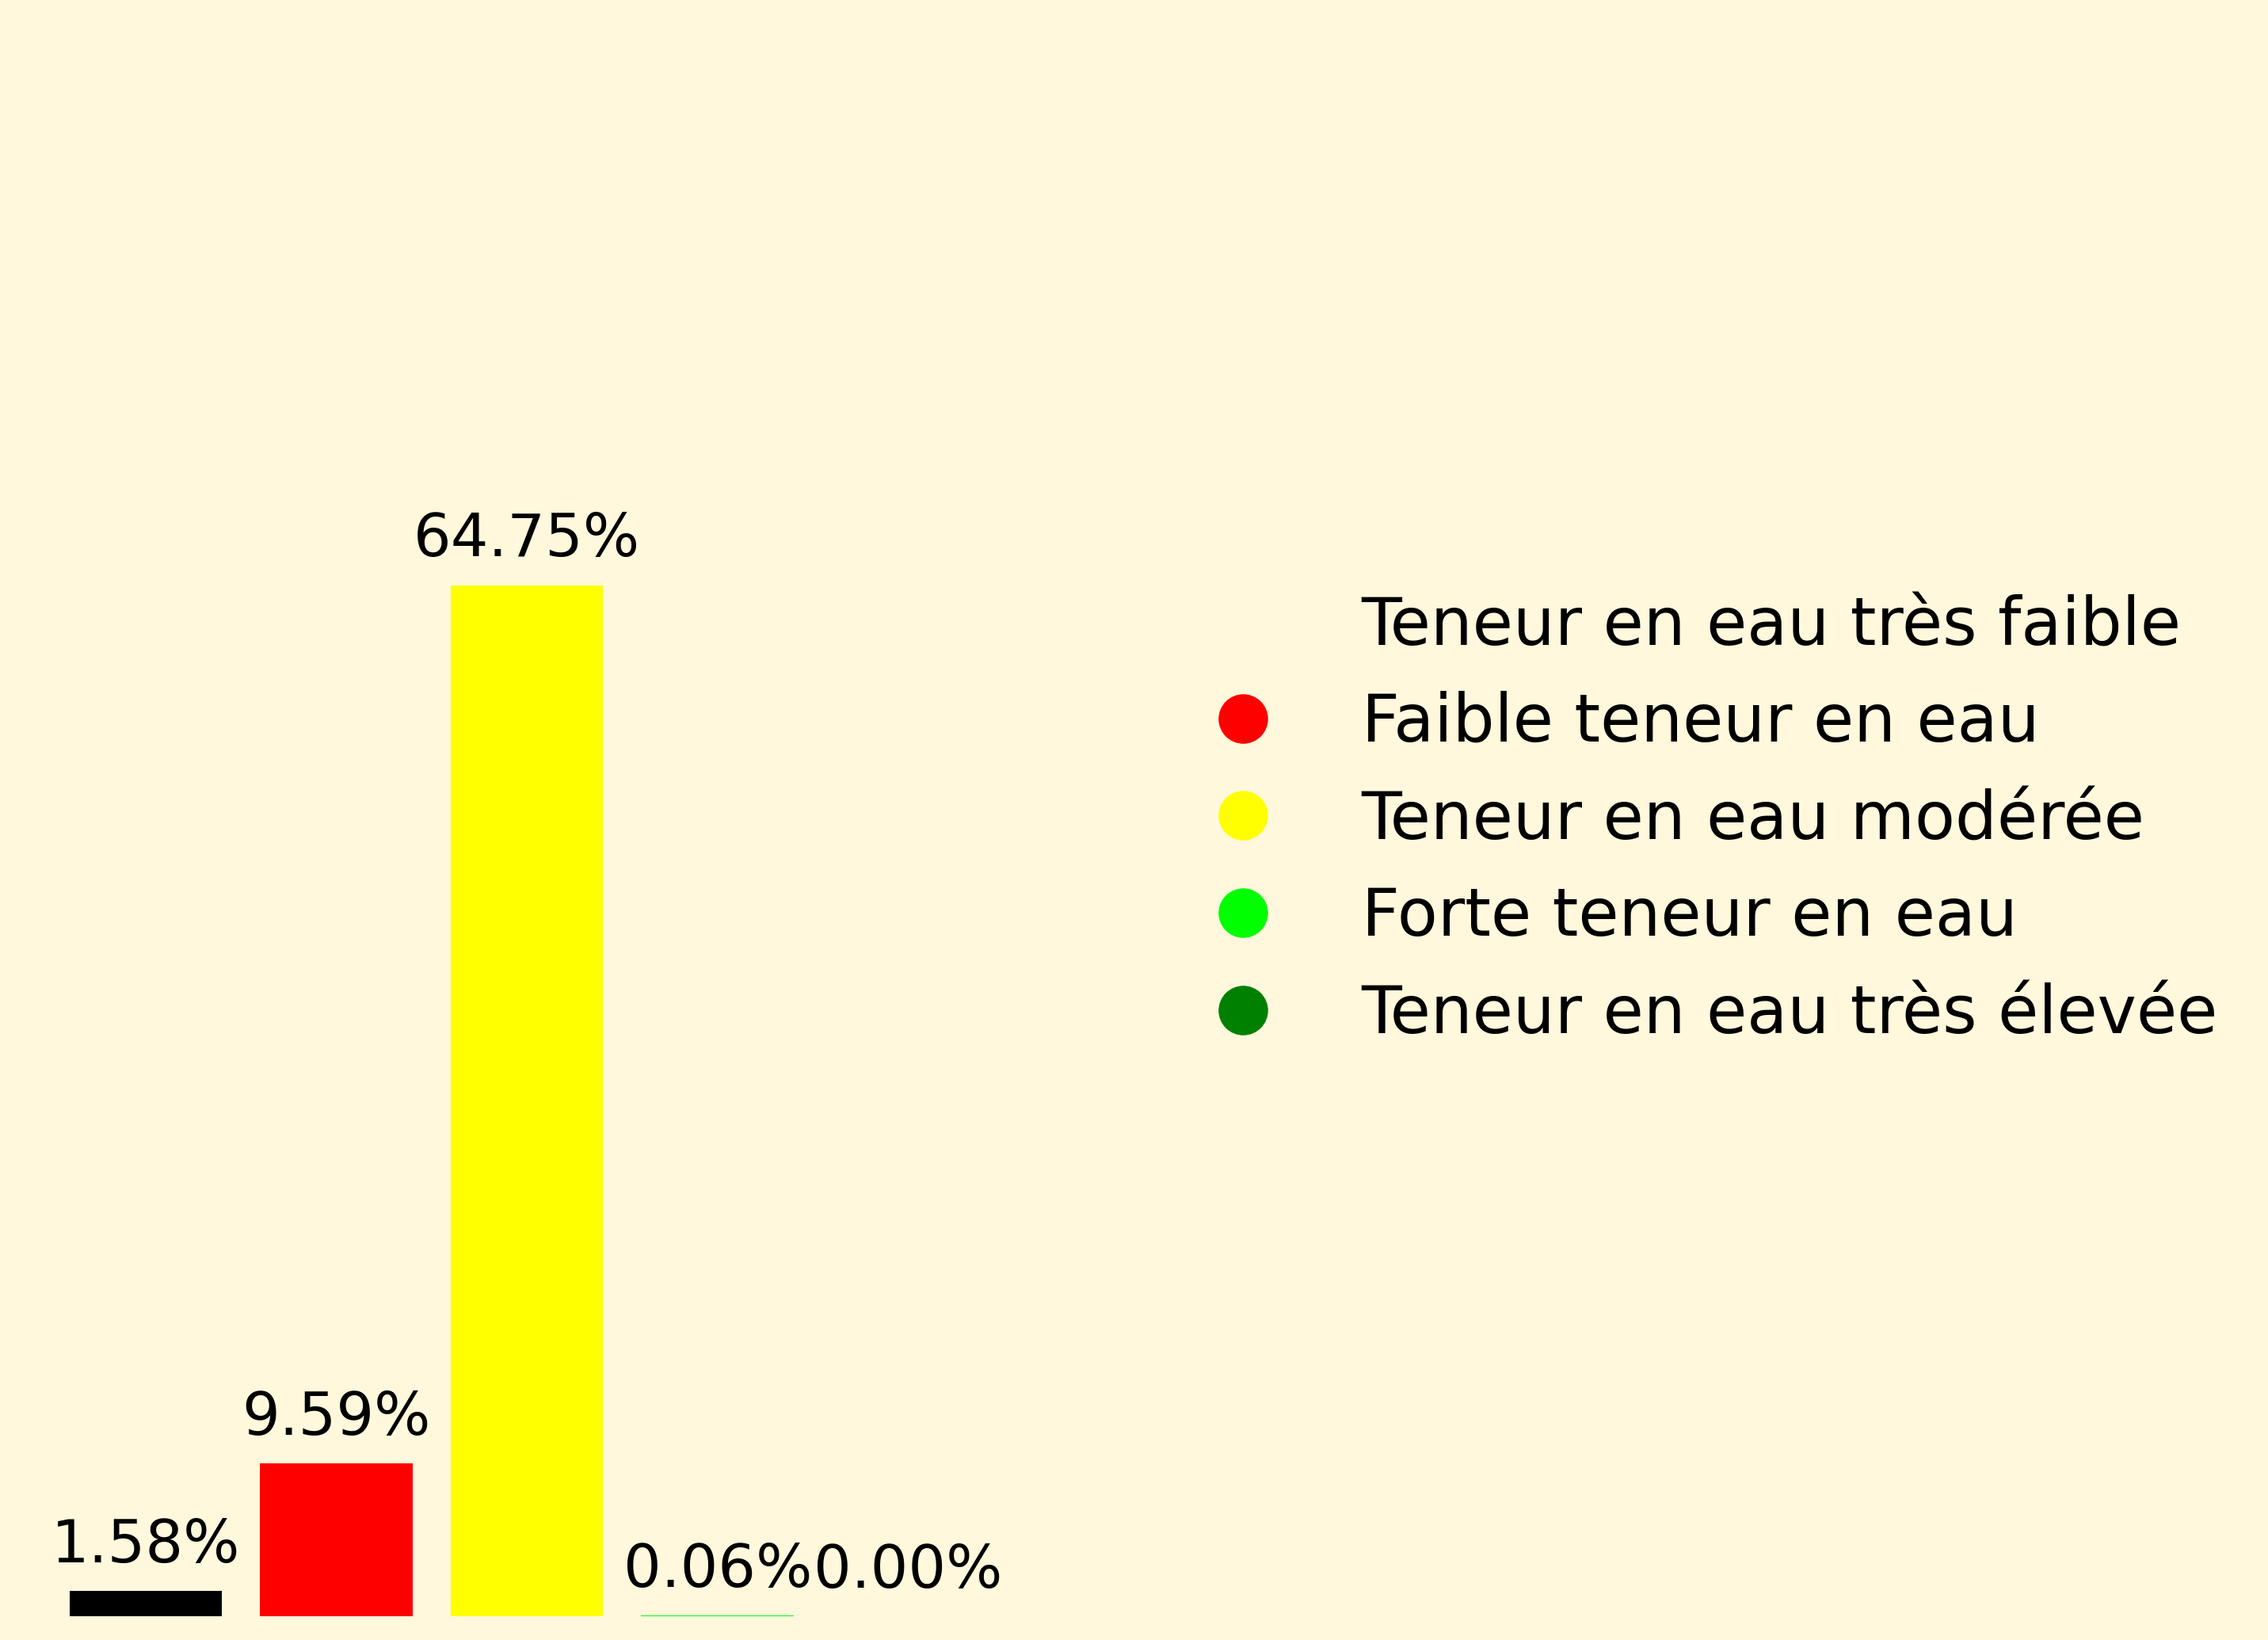 64.75%
9.59%
1.58%
0.06%
0.00%
Teneur en eau très faible
Faible teneur en eau
Teneur en eau modérée
Forte teneur en eau
Teneur en eau très élevée